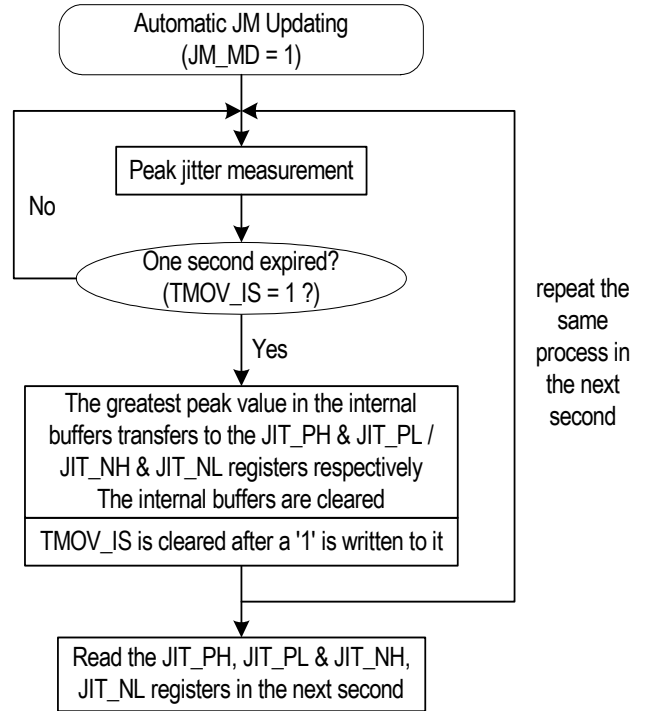 Automatic JM Updating
(JM_MD = 1)
Peak jitter measurement
No
One second expired?
(TMOV_IS = 1 ?)
repeat the
same
process in
the next
second
Yes
The greatest peak value in the internal
buffers transfers to the JIT_PH & JIT_PL /
JIT_NH & JIT_NL registers respectively
The internal buffers are cleared
TMOV_IS is cleared after a '1' is written to it
Read the JIT_PH, JIT_PL & JIT_NH,
JIT_NL registers in the next second